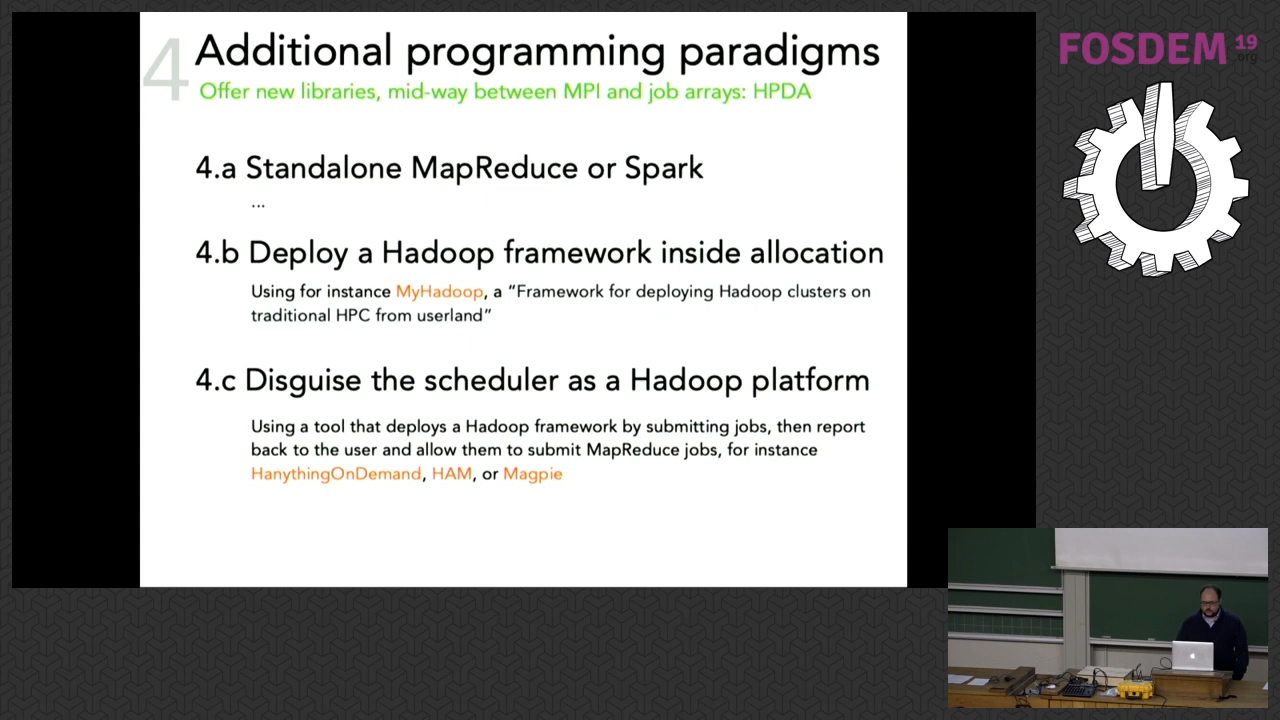 4 Additional programming paradigms
Offer new libraries, mid-way between MPI and job arrays: HPDA
4.a Standalone MapReduce or Spark
...
4.b Deploy a Hadoop framework inside allocation
Using for instance MyHadoop, a “Framework for deploying Hadoop clusters on
traditional HPC from userland”
4.c Disguise the scheduler as a Hadoop platform
Using a tool that deploys a Hadoop framework by submitting jobs, then report
back to the user and allow them to submit MapReduce jobs, for instance
HanythingOnDemand, HAM, or Magpie
FOSDEM 19
.org